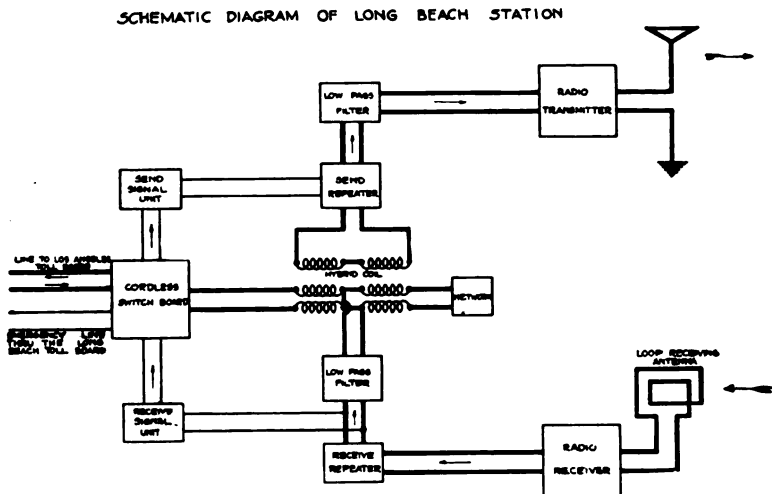 SCHEMATIC DIAGRAM OF LONG BEACH STATION
LOW PASS
FILTER
RADIO
TRANSMITTER
SEND
SIGNAL
UNIT
SEND
REPEATER
LINE TO LOS ANGELES
TOLL BOARD
HYBRID COIL
CORDLESS
SWITCH BOARD
NETWORK
EMERGENCY LINE
THRU THE LONG
BEACH TOLL BOARD
LOW PASS
FILTER
LOOP RECEIVING
ANTENNA
RECEIVE
SIGNAL
UNIT
RECEIVE
REPEATER
RADIO
RECEIVER